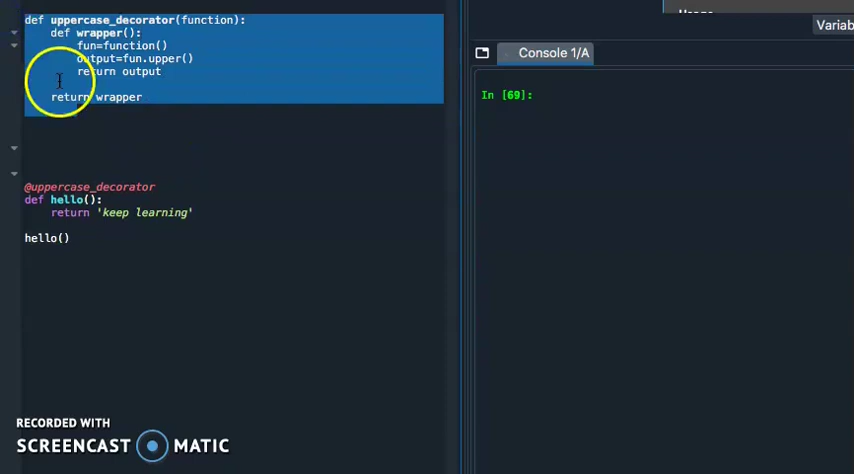 def uppercase_decorator(function):
    def wrapper():
        fun=function()
        output=fun.upper()
        return output
    return wrapper
@uppercase_decorator
def hello():
    return 'keep learning'
hello()
Variab
Console 1/A
In [69]:
RECORDED WITH
SCREENCAST MATIC